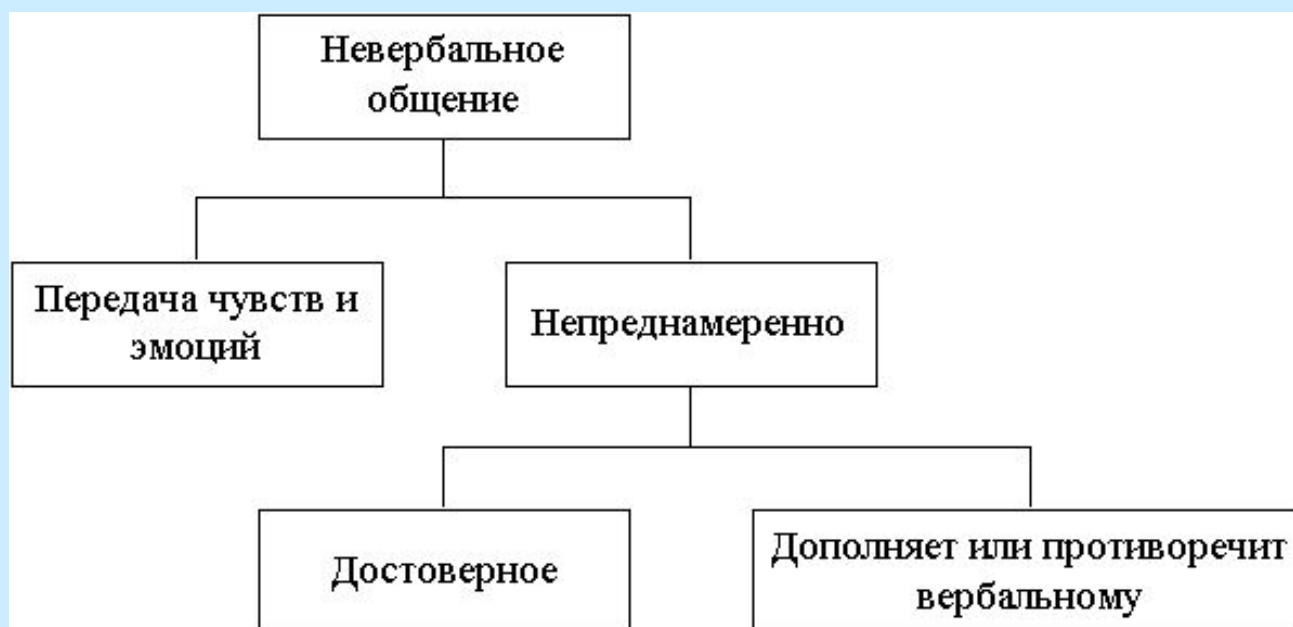 Невербальное
общение
Передача чувств и
эмоций
Непреднамеренно
Достоверное
Дополняет или противоречит
вербальному